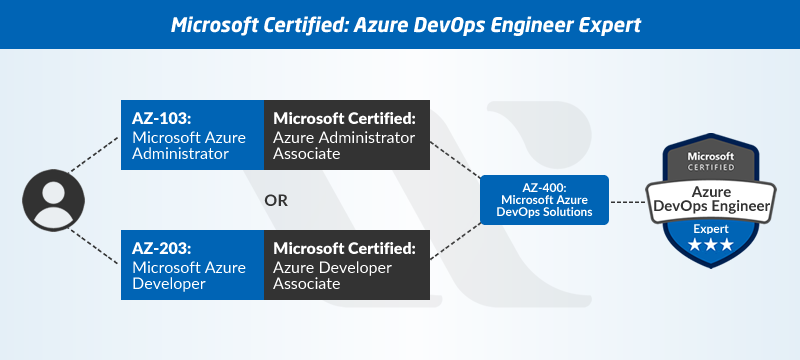 Microsoft Certified: Azure DevOps Engineer Expert
AZ-103:
Microsoft Azure
Administrator
Microsoft Certified:
Azure Administrator
Associate
OR
AZ-203:
Microsoft Azure
Developer
Microsoft Certified:
Azure Developer
Associate
AZ-400:
Microsoft Azure
DevOps Solutions
Microsoft
CERTIFIED
Azure
DevOps Engineer
Expert